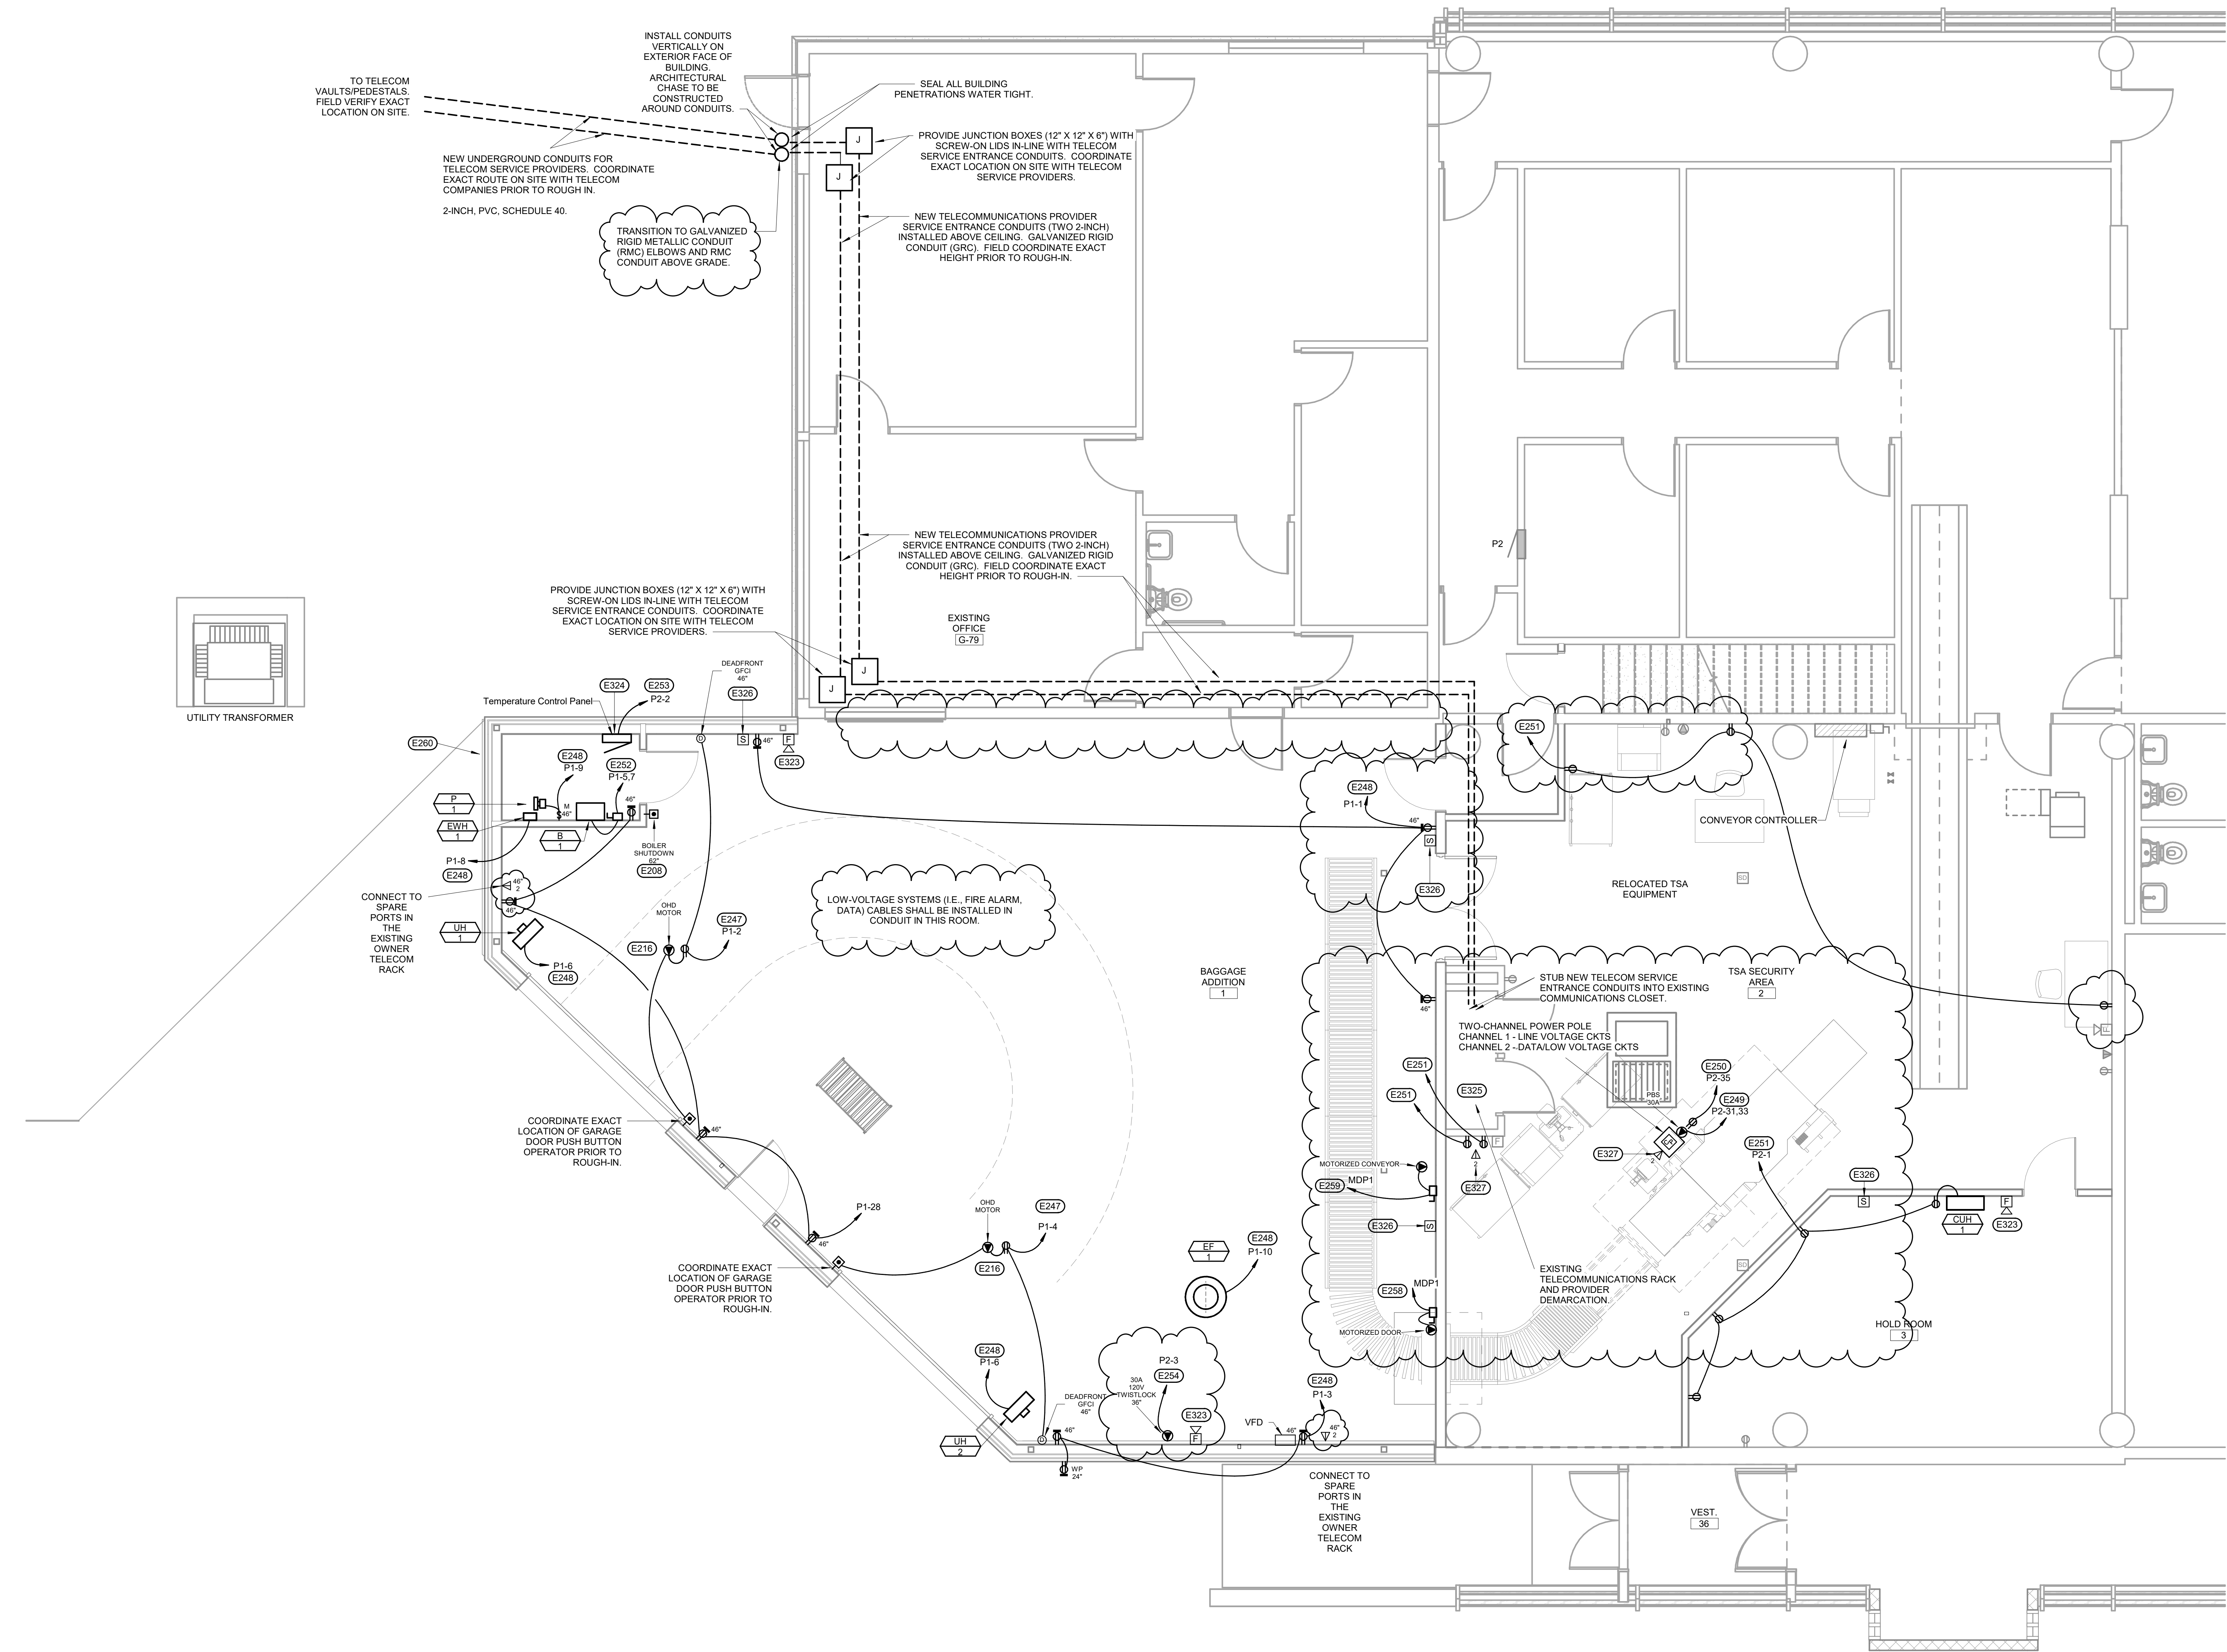 INSTALL CONDUITS
VERTICALLY ON
EXTERIOR FACE OF
BUILDING.
ARCHITECTURAL
CHASE TO BE
CONSTRUCTED
AROUND CONDUITS.
TO TELECOM
VAULTS/PEDESTALS.
FIELD VERIFY EXACT
LOCATION ON SITE.
SEAL ALL BUILDING
PENETRATIONS WATER TIGHT.
NEW UNDERGROUND CONDUITS FOR
TELECOM SERVICE PROVIDERS. COORDINATE
EXACT ROUTE ON SITE WITH TELECOM
COMPANIES PRIOR TO ROUGH IN.
2-INCH, PVC, SCHEDULE 40.
J
J
PROVIDE JUNCTION BOXES (12" X 12" X 6") WITH
SCREW-ON LIDS IN-LINE WITH TELECOM
SERVICE ENTRANCE CONDUITS. COORDINATE
EXACT LOCATION ON SITE WITH TELECOM
SERVICE PROVIDERS.
TRANSITION TO GALVANIZED
RIGID METALLIC CONDUIT
(RMC) ELBOWS AND RMC
CONDUIT ABOVE GRADE.
NEW TELECOMMUNICATIONS PROVIDER
SERVICE ENTRANCE CONDUITS (TWO 2-INCH)
INSTALLED ABOVE CEILING. GALVANIZED RIGID
CONDUIT (GRC). FIELD COORDINATE EXACT
HEIGHT PRIOR TO ROUGH-IN.
NEW TELECOMMUNICATIONS PROVIDER
SERVICE ENTRANCE CONDUITS (TWO 2-INCH)
INSTALLED ABOVE CEILING. GALVANIZED RIGID
CONDUIT (GRC). FIELD COORDINATE EXACT
HEIGHT PRIOR TO ROUGH-IN.
P2
PROVIDE JUNCTION BOXES (12" X 12" X 6") WITH
SCREW-ON LIDS IN-LINE WITH TELECOM
SERVICE ENTRANCE CONDUITS. COORDINATE
EXACT LOCATION ON SITE WITH TELECOM
SERVICE PROVIDERS.
EXISTING
OFFICE
G-79
J
J
UTILITY TRANSFORMER
Temperature Control Panel
E324
E253
P2-2
DEADFRONT
GFCI
46"
E326
D
S
46"
F
E323
E260
E248
P1-9
E252
P1-5,7
P
1
M
$
46"
46"
EWH
1
B
1
P1-8
E248
BOILER
SHUTDOWN
62"
E208
CONNECT TO
SPARE
PORTS IN
THE
EXISTING
OWNER
TELECOM
RACK
46"
2
46"
UH
1
P1-6
E248
OHD
MOTOR
E216
E247
P1-2
LOW-VOLTAGE SYSTEMS (I.E., FIRE ALARM,
DATA) CABLES SHALL BE INSTALLED IN
CONDUIT IN THIS ROOM.
E251
E248
P1-1
46"
S
E326
CONVEYOR CONTROLLER
RELOCATED TSA
EQUIPMENT
SD
BAGGAGE
ADDITION
1
46"
STUB NEW TELECOM SERVICE
ENTRANCE CONDUITS INTO EXISTING
COMMUNICATIONS CLOSET.
TSA SECURITY
AREA
2
TWO-CHANNEL POWER POLE
CHANNEL 1 - LINE VOLTAGE CKTS
CHANNEL 2 - DATA/LOW VOLTAGE CKTS
F
E251
E251
E325
PBS
30A
E250
P2-35
E249
P2-31,33
E251
P2-1
E327
2
F
2
E327
COORDINATE EXACT
LOCATION OF GARAGE
DOOR PUSH BUTTON
OPERATOR PRIOR TO
ROUGH-IN.
46"
MOTORIZED CONVEYOR
E259
MDP1
E326
S
E326
S
CUH
1
F
E323
P1-28
46"
OHD
MOTOR
E216
E247
P1-4
EF
1
E248
P1-10
COORDINATE EXACT
LOCATION OF GARAGE
DOOR PUSH BUTTON
OPERATOR PRIOR TO
ROUGH-IN.
MDP1
E258
MOTORIZED DOOR
EXISTING
TELECOMMUNICATIONS RACK
AND PROVIDER
DEMARCATION.
SD
HOLD ROOM
3
E248
P1-6
UH
2
DEADFRONT
GFCI
46"
D
46"
WP
24"
P2-3
E254
30A
120V
TWISTLOCK
36"
E323
F
VFD
46"
E248
P1-3
46"
2
CONNECT TO
SPARE
PORTS IN
THE
EXISTING
OWNER
TELECOM
RACK
VEST.
36